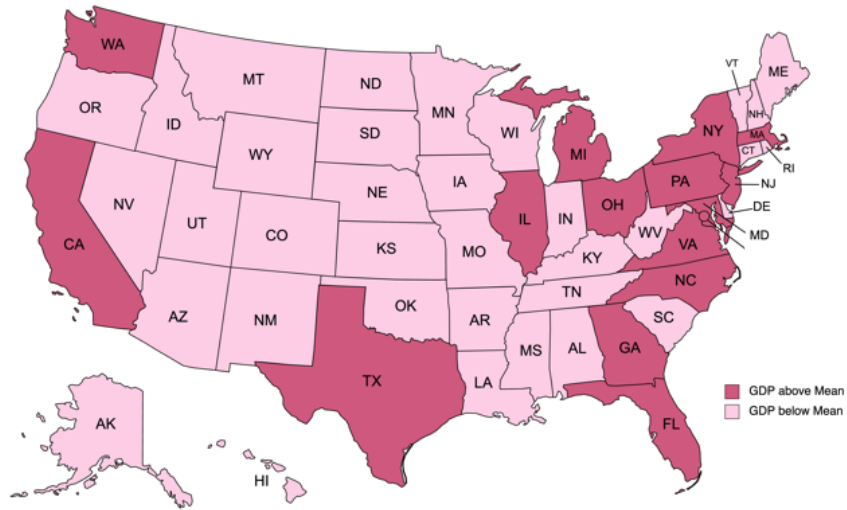 WA
MT
ND
MN
VT
ME
OR
ID
SD
WI
NH
NY
MA
CT
RI
WY
MI
IA
PA
NJ
NE
NV
UT
CO
IL
IN
OH
DE
MD
WV
VA
CA
KS
MO
KY
NC
TN
AZ
NM
OK
AR
SC
MS
AL
GA
TX
LA
FL
GDP above Mean
GDP below Mean
AK
HI